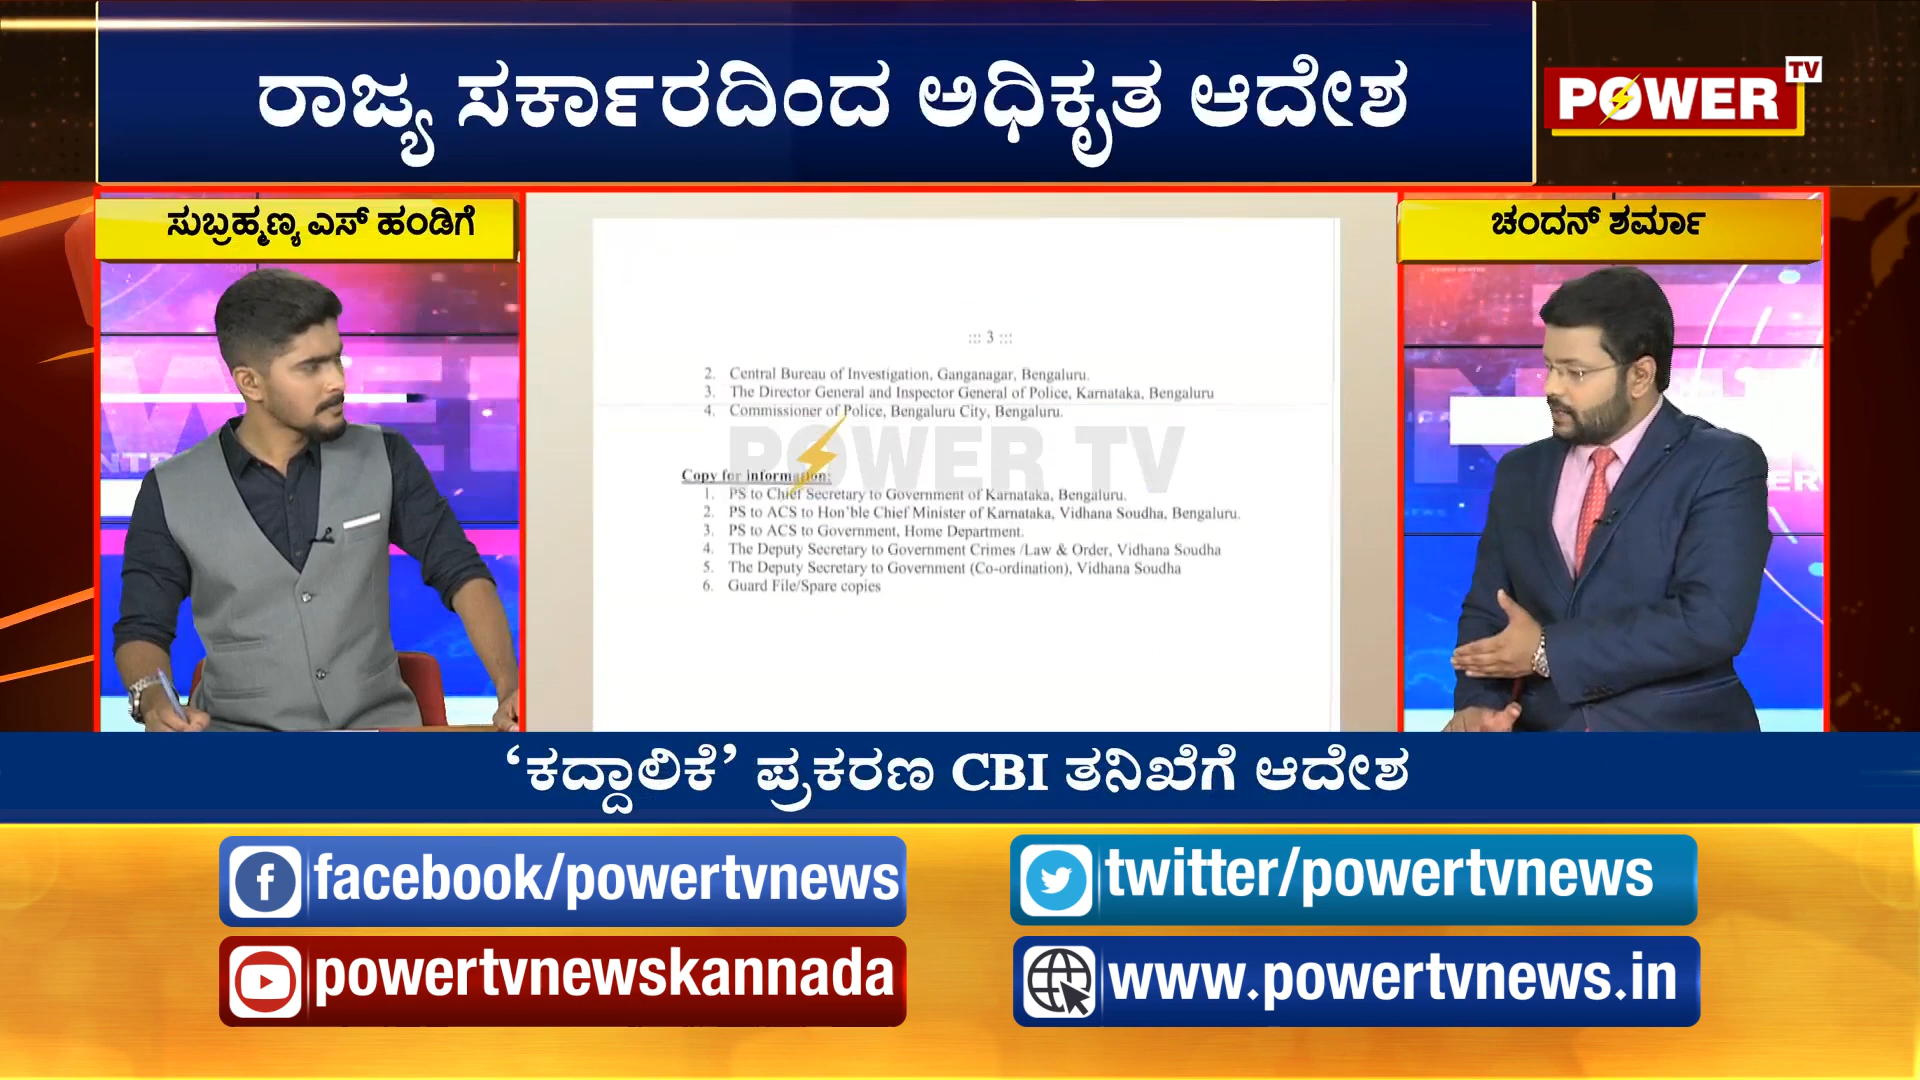 ರಾಜ್ಯ ಸರ್ಕಾರದಿಂದ ಅಧಿಕೃತ ಆದೇಶ
POWER TV
ಸುಬ್ರಹ್ಮಣ್ಯ ಎಸ್ ಹಂಡಿಗೆ
ಚಂದನ್ ಶರ್ಮಾ
::: 3 :::
2. Central Bureau of Investigation, Ganganagar, Bengaluru.
3. The Director General and Inspector General of Police, Karnataka, Bengaluru
4. Commissioner of Police, Bengaluru City, Bengaluru.
POWER TV
Copy for information:
1. PS to Chief Secretary to Government of Karnataka, Bengaluru.
2. PS to ACS to Hon'ble Chief Minister of Karnataka, Vidhana Soudha, Bengaluru.
3. PS to ACS to Government, Home Department.
4. The Deputy Secretary to Government Crimes /Law & Order, Vidhana Soudha
5. The Deputy Secretary to Government (Co-ordination), Vidhana Soudha
6. Guard File/Spare copies
‘ಕದ್ದಾಲಿಕೆ’ ಪ್ರಕರಣ CBI ತನಿಖೆಗೆ ಆದೇಶ
facebook/powertvnews
twitter/powertvnews
powertvnewskannada
www.powertvnews.in